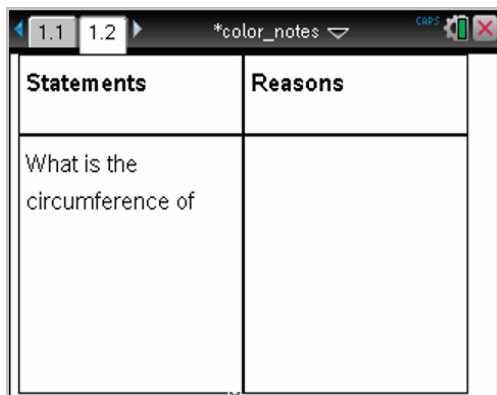 1.1 1.2 *color_notes CAPS
Statements Reasons
What is the
circumference of